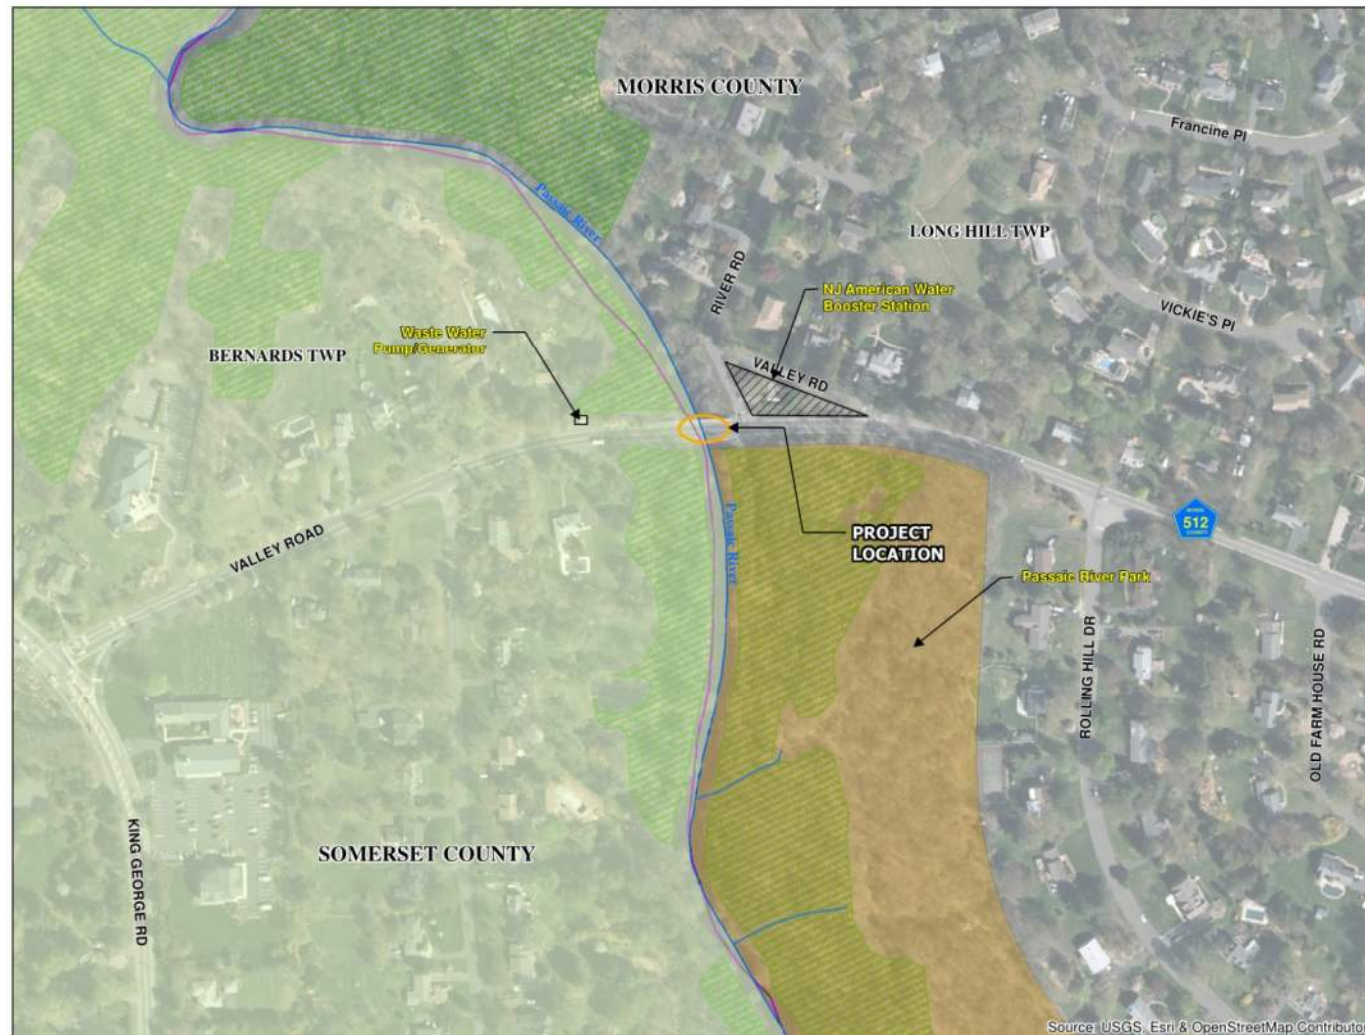 MORRIS COUNTY
Francine Pl
Passaic River
LONG HILL TWP
RIVER RD
NJ American Water
Booster Station
VICKIE'S Pl
Waste Water
Pump/Generator
BERNARDS TWP
VALLEY RD
512
PROJECT
LOCATION
VALLEY ROAD
Passaic River
Passaic River Park
ROLLING HILL DR
OLD FARM HOUSE RD
SOMERSET COUNTY
KING GEORGE RD
Source: USGS, Esri & OpenStreetMap Contributor